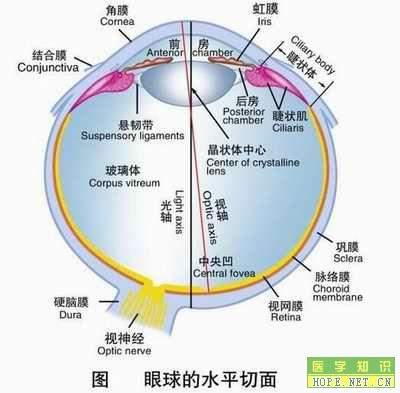 角膜
Cornea
虹膜
Iris
前 房
Anterior chamber
结合膜
Conjunctiva
Ciliary body
睫状体
悬韧带
Suspensory ligaments
后房
Posterior
chamber
睫状肌
Ciliaris
晶状体中心
Center of crystalline
lens
玻璃体
Corpus vitreum
Light axis
光轴
视轴
Optic axis
中央凹
Central fovea
巩膜
Sclera
脉络膜
Choroid
membrane
视网膜
Retina
硬脑膜
Dura
视神经
Optic nerve
图 眼球的水平切面
医学知识
HOPE.NET.CN